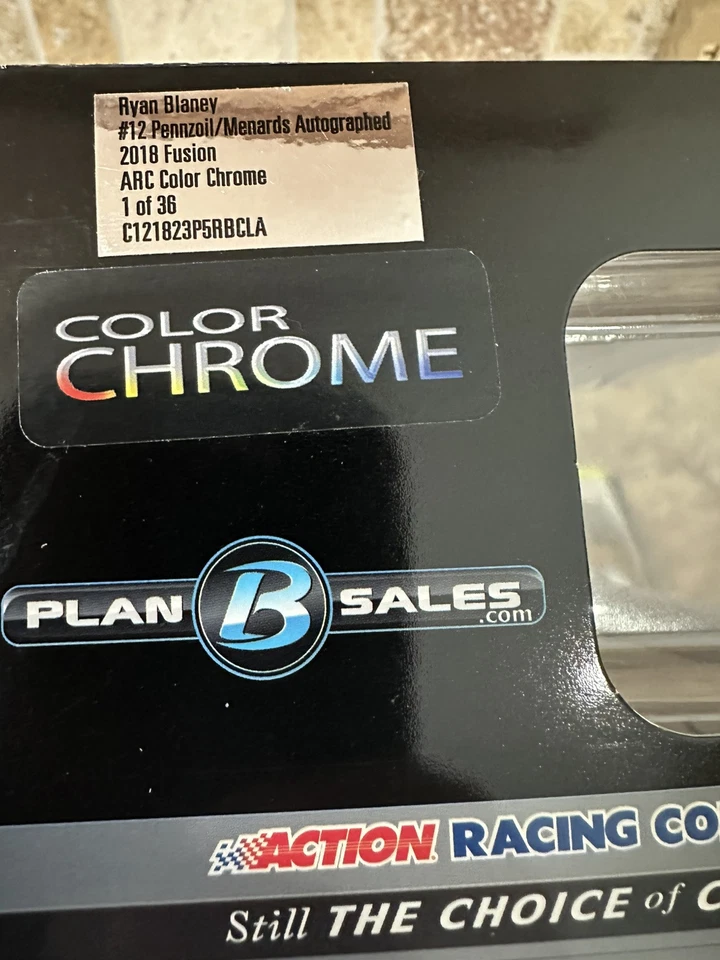 Ryan Blaney
#12 Pennzoil/Menards Autographed
2018 Fusion
ARC Color Chrome
1 of 36
C121823P5RBCLA
COLOR
CHROME
PLAN B SALES
.com
ACTION RACING CO
Still THE CHOICE of C